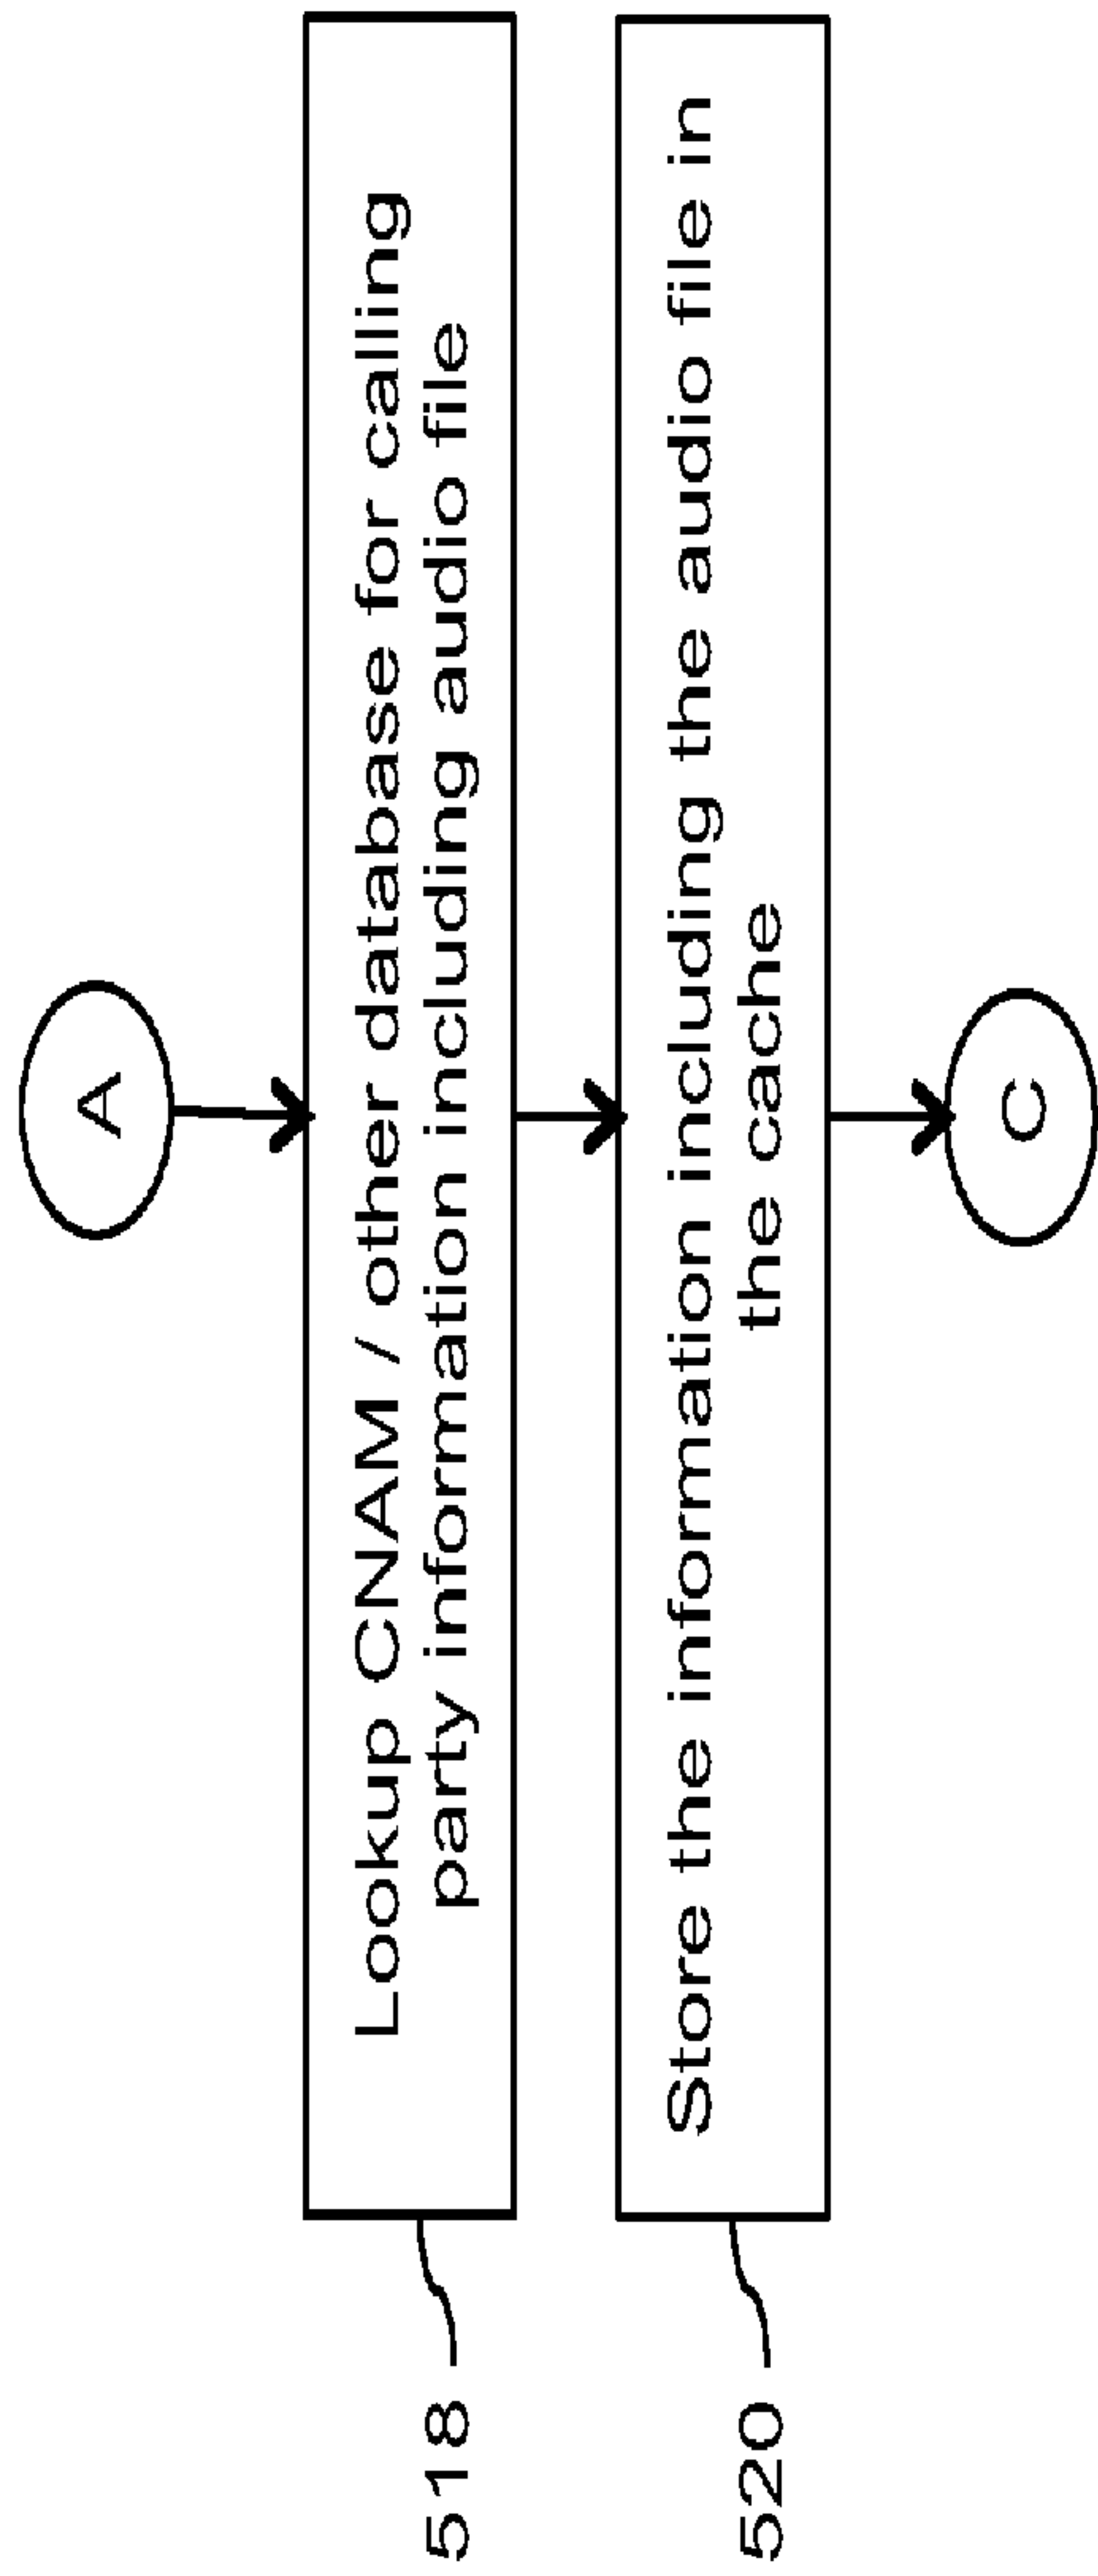 A
Lookup CNAM / other database for calling
party information including audio file
518
Store the information including the audio file in
the cache
520
C